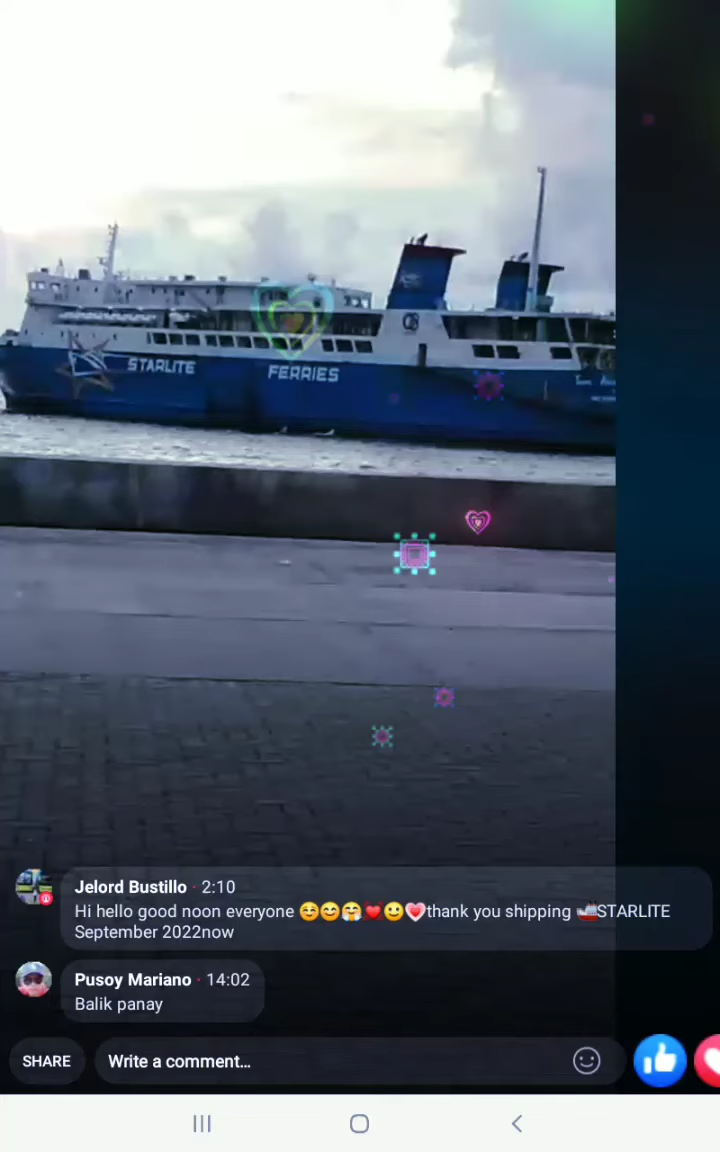 STARLITE FERRIES
Jelord Bustillo · 2:10
Hi hello good noon everyone ☺️😊🤗💓🙂💗thank you shipping 🚢STARLITE
September 2022now
Pusoy Mariano · 14:02
Balik panay
SHARE
Write a comment...